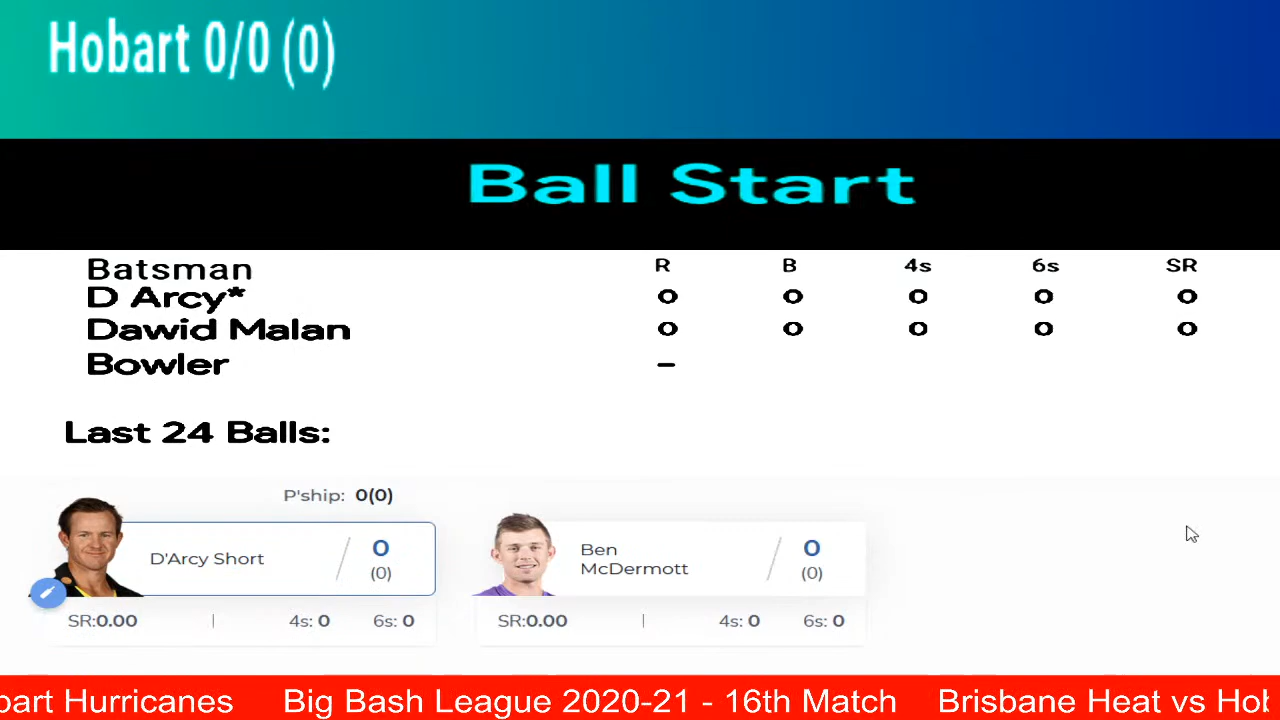 Hobart 0/0 (0)
Ball Start
Batsman R B 4s 6s SR
D Arcy* 0 0 0 0 0
Dawid Malan 0 0 0 0 0
Bowler –
Last 24 Balls:
P'ship: 0(0)
D'Arcy Short 0
(0)
SR:0.00 | 4s: 0 6s: 0
Ben
McDermott 0
(0)
SR:0.00 | 4s: 0 6s: 0
bart Hurricanes Big Bash League 2020-21 - 16th Match Brisbane Heat vs Hob